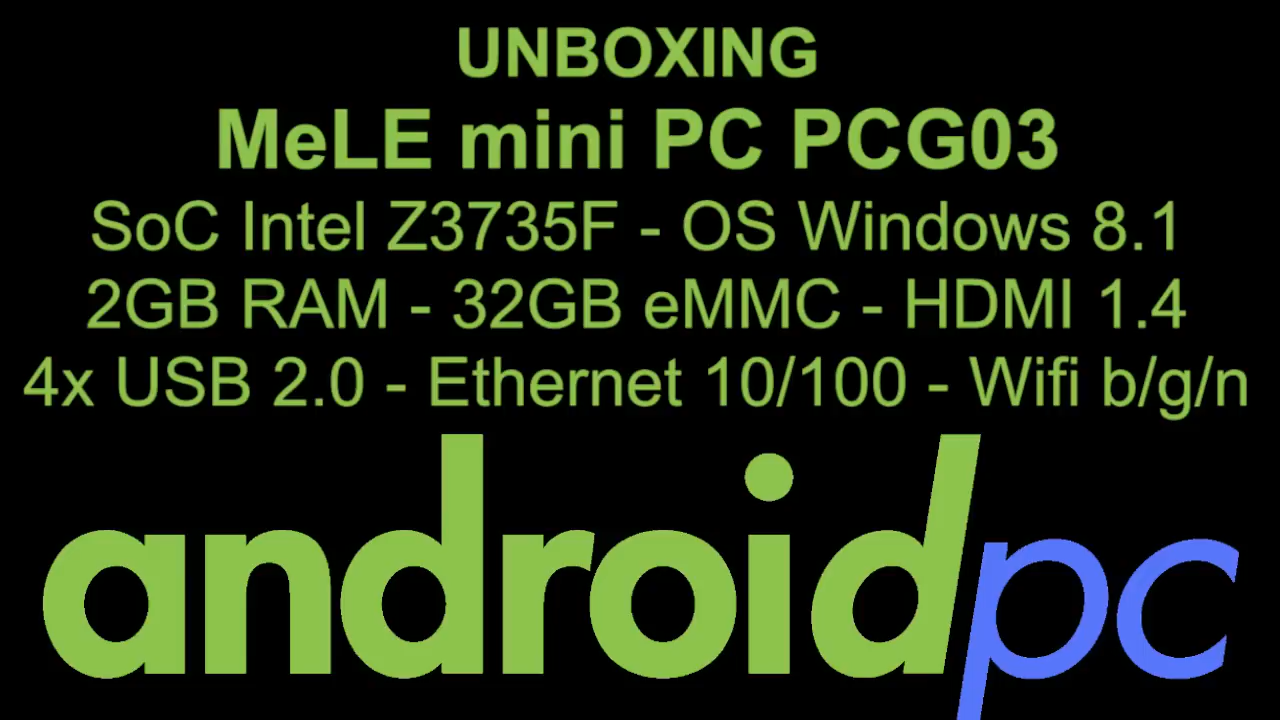 UNBOXING
MeLE mini PC PCG03
SoC Intel Z3735F - OS Windows 8.1
2GB RAM - 32GB eMMC - HDMI 1.4
4x USB 2.0 - Ethernet 10/100 - Wifi b/g/n
androidpc